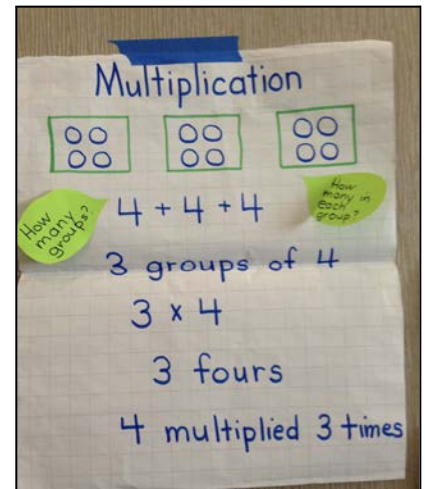 Multiplication
How
many
groups?
4 + 4 + 4
How
many in
each
group?
3 groups of 4
3 × 4
3 fours
4 multiplied 3 times